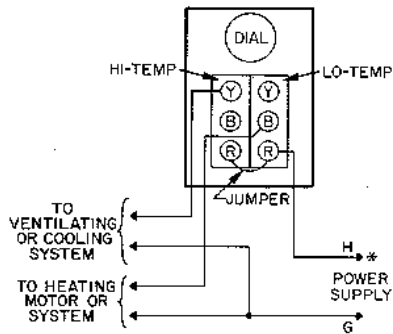 DIAL
HI-TEMP
LO-TEMP
Y Y
B B
R R
JUMPER
TO
VENTILATING
OR COOLING
SYSTEM
TO HEATING
MOTOR OR
SYSTEM
H *
POWER
SUPPLY
G